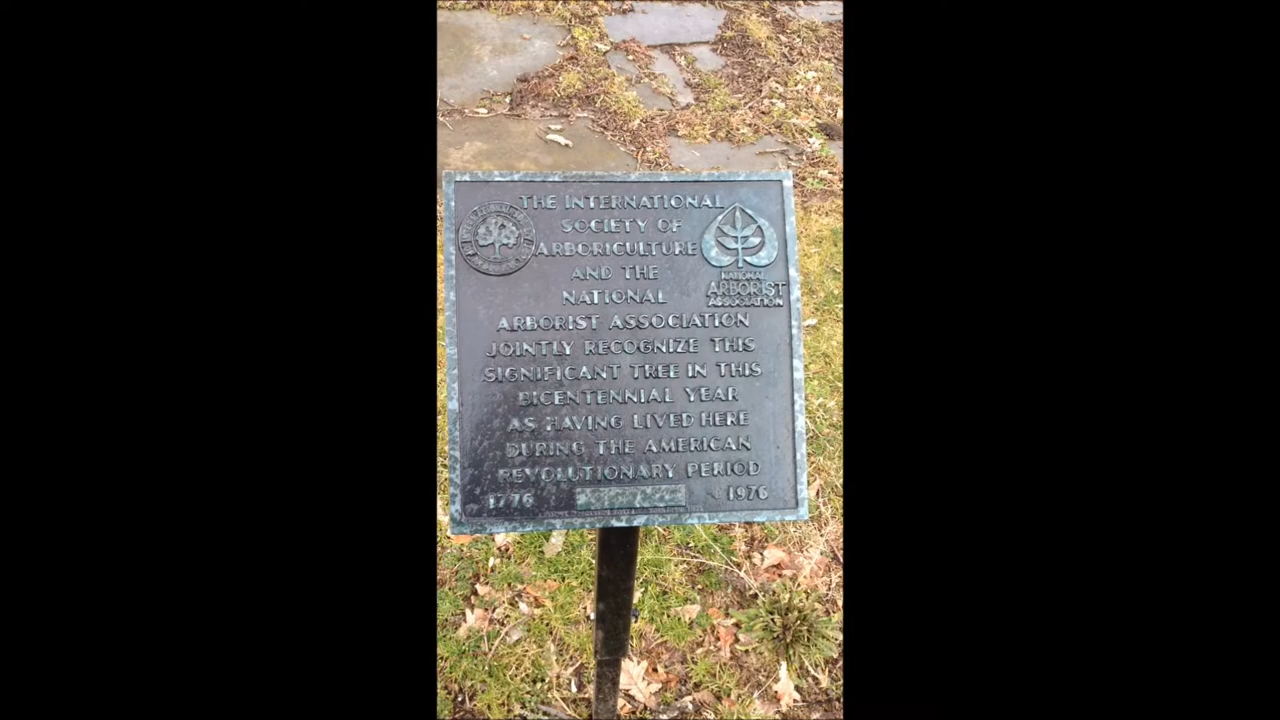 THE INTERNATIONAL
SOCIETY OF
ARBORICULTURE
AND THE
NATIONAL
ARBORIST ASSOCIATION
JOINTLY RECOGNIZE THIS
SIGNIFICANT TREE IN THIS
BICENTENNIAL YEAR
AS HAVING LIVED HERE
DURING THE AMERICAN
REVOLUTIONARY PERIOD
1776 1976
NATIONAL
ARBORIST
ASSOCIATION